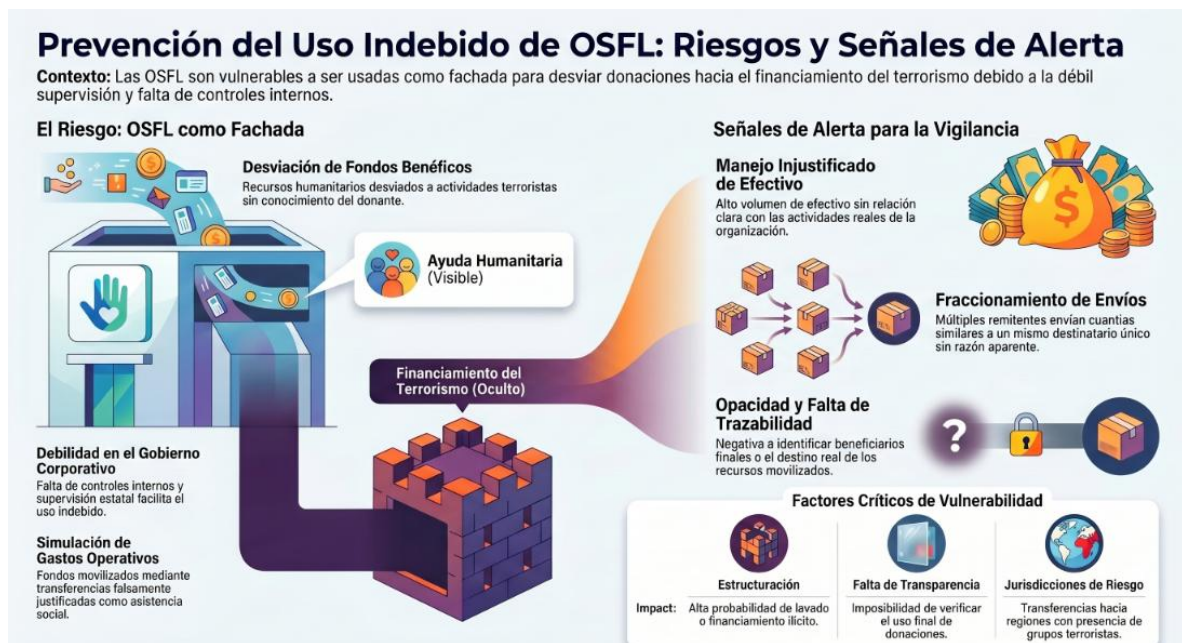 Prevención del Uso Indebido de OSFL: Riesgos y Señales de Alerta
Contexto: Las OSFL son vulnerables a ser usadas como fachada para desviar donaciones hacia el financiamiento del terrorismo debido a la débil
supervisión y falta de controles internos.
El Riesgo: OSFL como Fachada
Desviación de Fondos Benéficos
Recursos humanitarios desviados a actividades terroristas
sin conocimiento del donante.
Ayuda Humanitaria
(Visible)
Financiamiento del
Terrorismo (Oculto)
Debilidad en el Gobierno
Corporativo
Falta de controles internos y
supervisión estatal facilita el
uso indebido.
Simulación de
Gastos Operativos
Fondos movilizados mediante
transferencias falsamente
justificadas como asistencia
social.
Señales de Alerta para la Vigilancia
Manejo Injustificado
de Efectivo
Alto volumen de efectivo sin relación
clara con las actividades reales de la
organización.
$
Fraccionamiento de Envíos
Múltiples remitentes envían cuantias
similares a un mismo destinatario único
sin razón aparente.
Opacidad y Falta de
Trazabilidad
Negativa a identificar beneficiarios
finales o el destino real de los
recursos movilizados.
?
Factores Críticos de Vulnerabilidad
Estructuración
Impact: Alta probabilidad de lavado
o financiamiento ilícito.
Falta de Transparencia
Imposibilidad de verificar
el uso final de
donaciones.
Jurisdicciones de Riesgo
Transferencias hacia
regiones con presencia de
grupos terroristas.